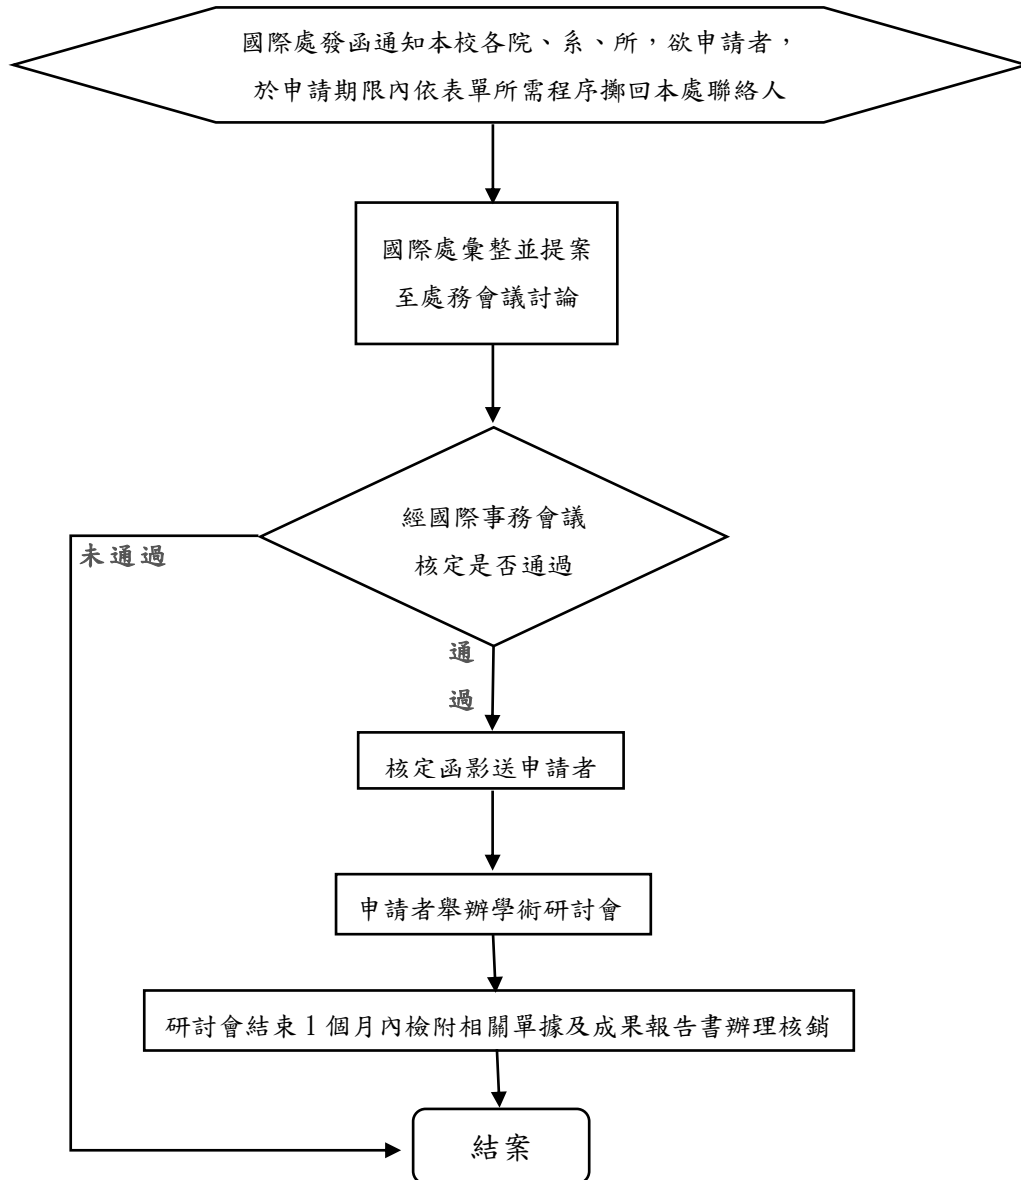 國際處發函通知本校各院、系、所，欲申請者，
於申請期限內依表單所需程序擲回本處聯絡人
國際處彙整並提案
至處務會議討論
經國際事務會議
核定是否通過
未通過
通
過
核定函影送申請者
申請者舉辦學術研討會
研討會結束 1 個月內檢附相關單據及成果報告書辦理核銷
結案